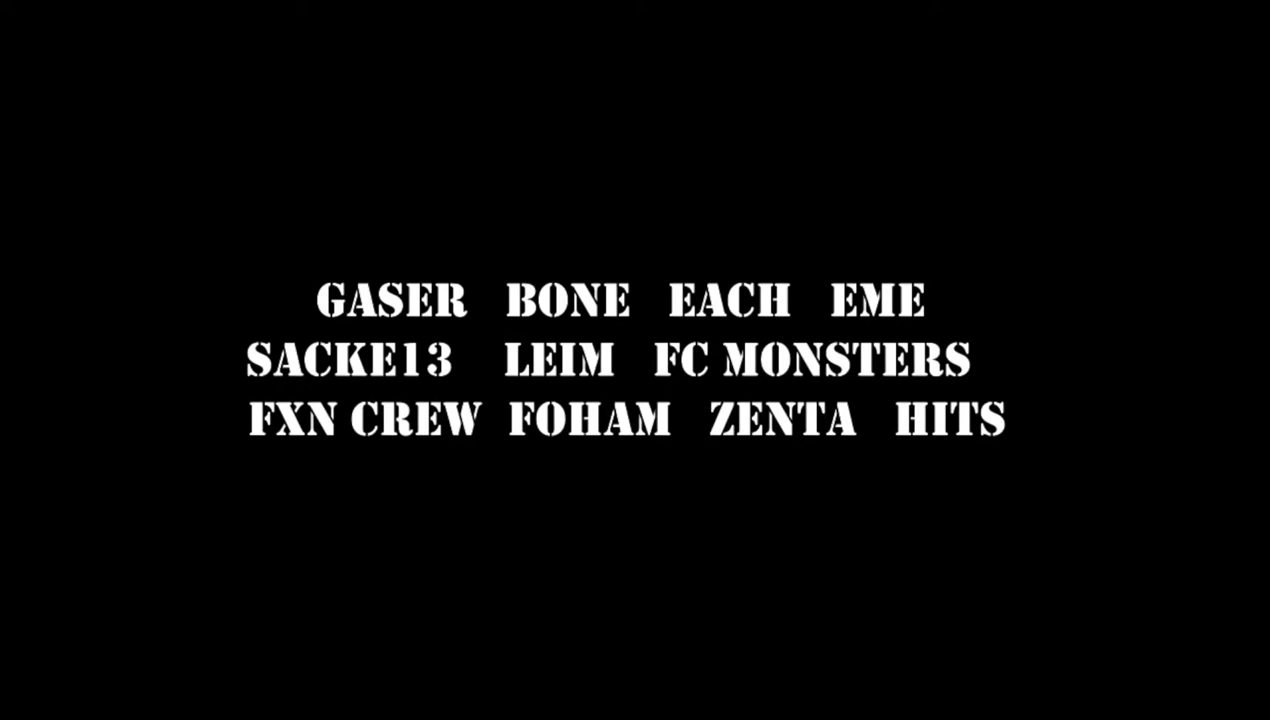 GASER BONE EACH EME
SACKE13 LEIM FC MONSTERS
FXN CREW FOHAM ZENTA HITS